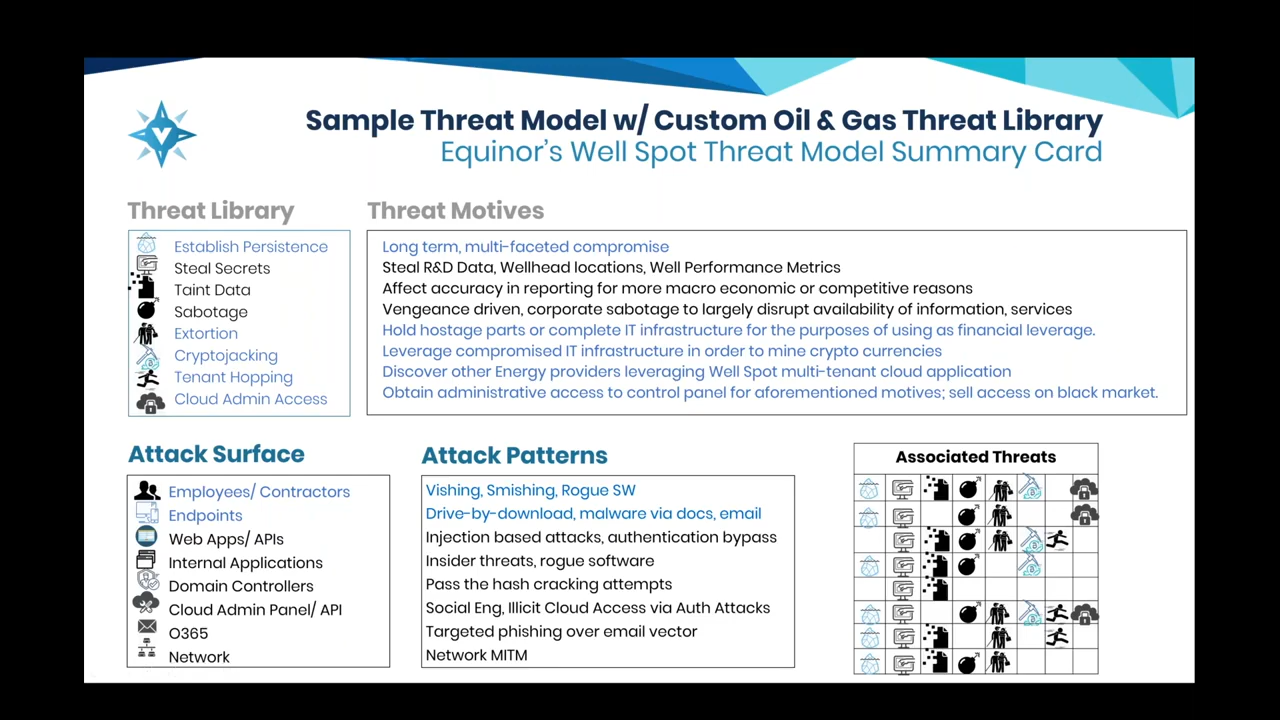 Sample Threat Model w/ Custom Oil & Gas Threat Library
Equinor's Well Spot Threat Model Summary Card
Threat Library
Establish Persistence
Steal Secrets
Taint Data
Sabotage
Extortion
Cryptojacking
Tenant Hopping
Cloud Admin Access
Threat Motives
Long term, multi-faceted compromise
Steal R&D Data, Wellhead locations, Well Performance Metrics
Affect accuracy in reporting for more macro economic or competitive reasons
Vengeance driven, corporate sabotage to largely disrupt availability of information, services
Hold hostage parts or complete IT infrastructure for the purposes of using as financial leverage.
Leverage compromised IT infrastructure in order to mine crypto currencies
Discover other Energy providers leveraging Well Spot multi-tenant cloud application
Obtain administrative access to control panel for aforementioned motives; sell access on black market.
Attack Surface
Employees/ Contractors
Endpoints
Web Apps/ APIs
Internal Applications
Domain Controllers
Cloud Admin Panel/ API
O365
Network
Attack Patterns
Vishing, Smishing, Rogue SW
Drive-by-download, malware via docs, email
Injection based attacks, authentication bypass
Insider threats, rogue software
Pass the hash cracking attempts
Social Eng, Illicit Cloud Access via Auth Attacks
Targeted phishing over email vector
Network MITM
Associated Threats